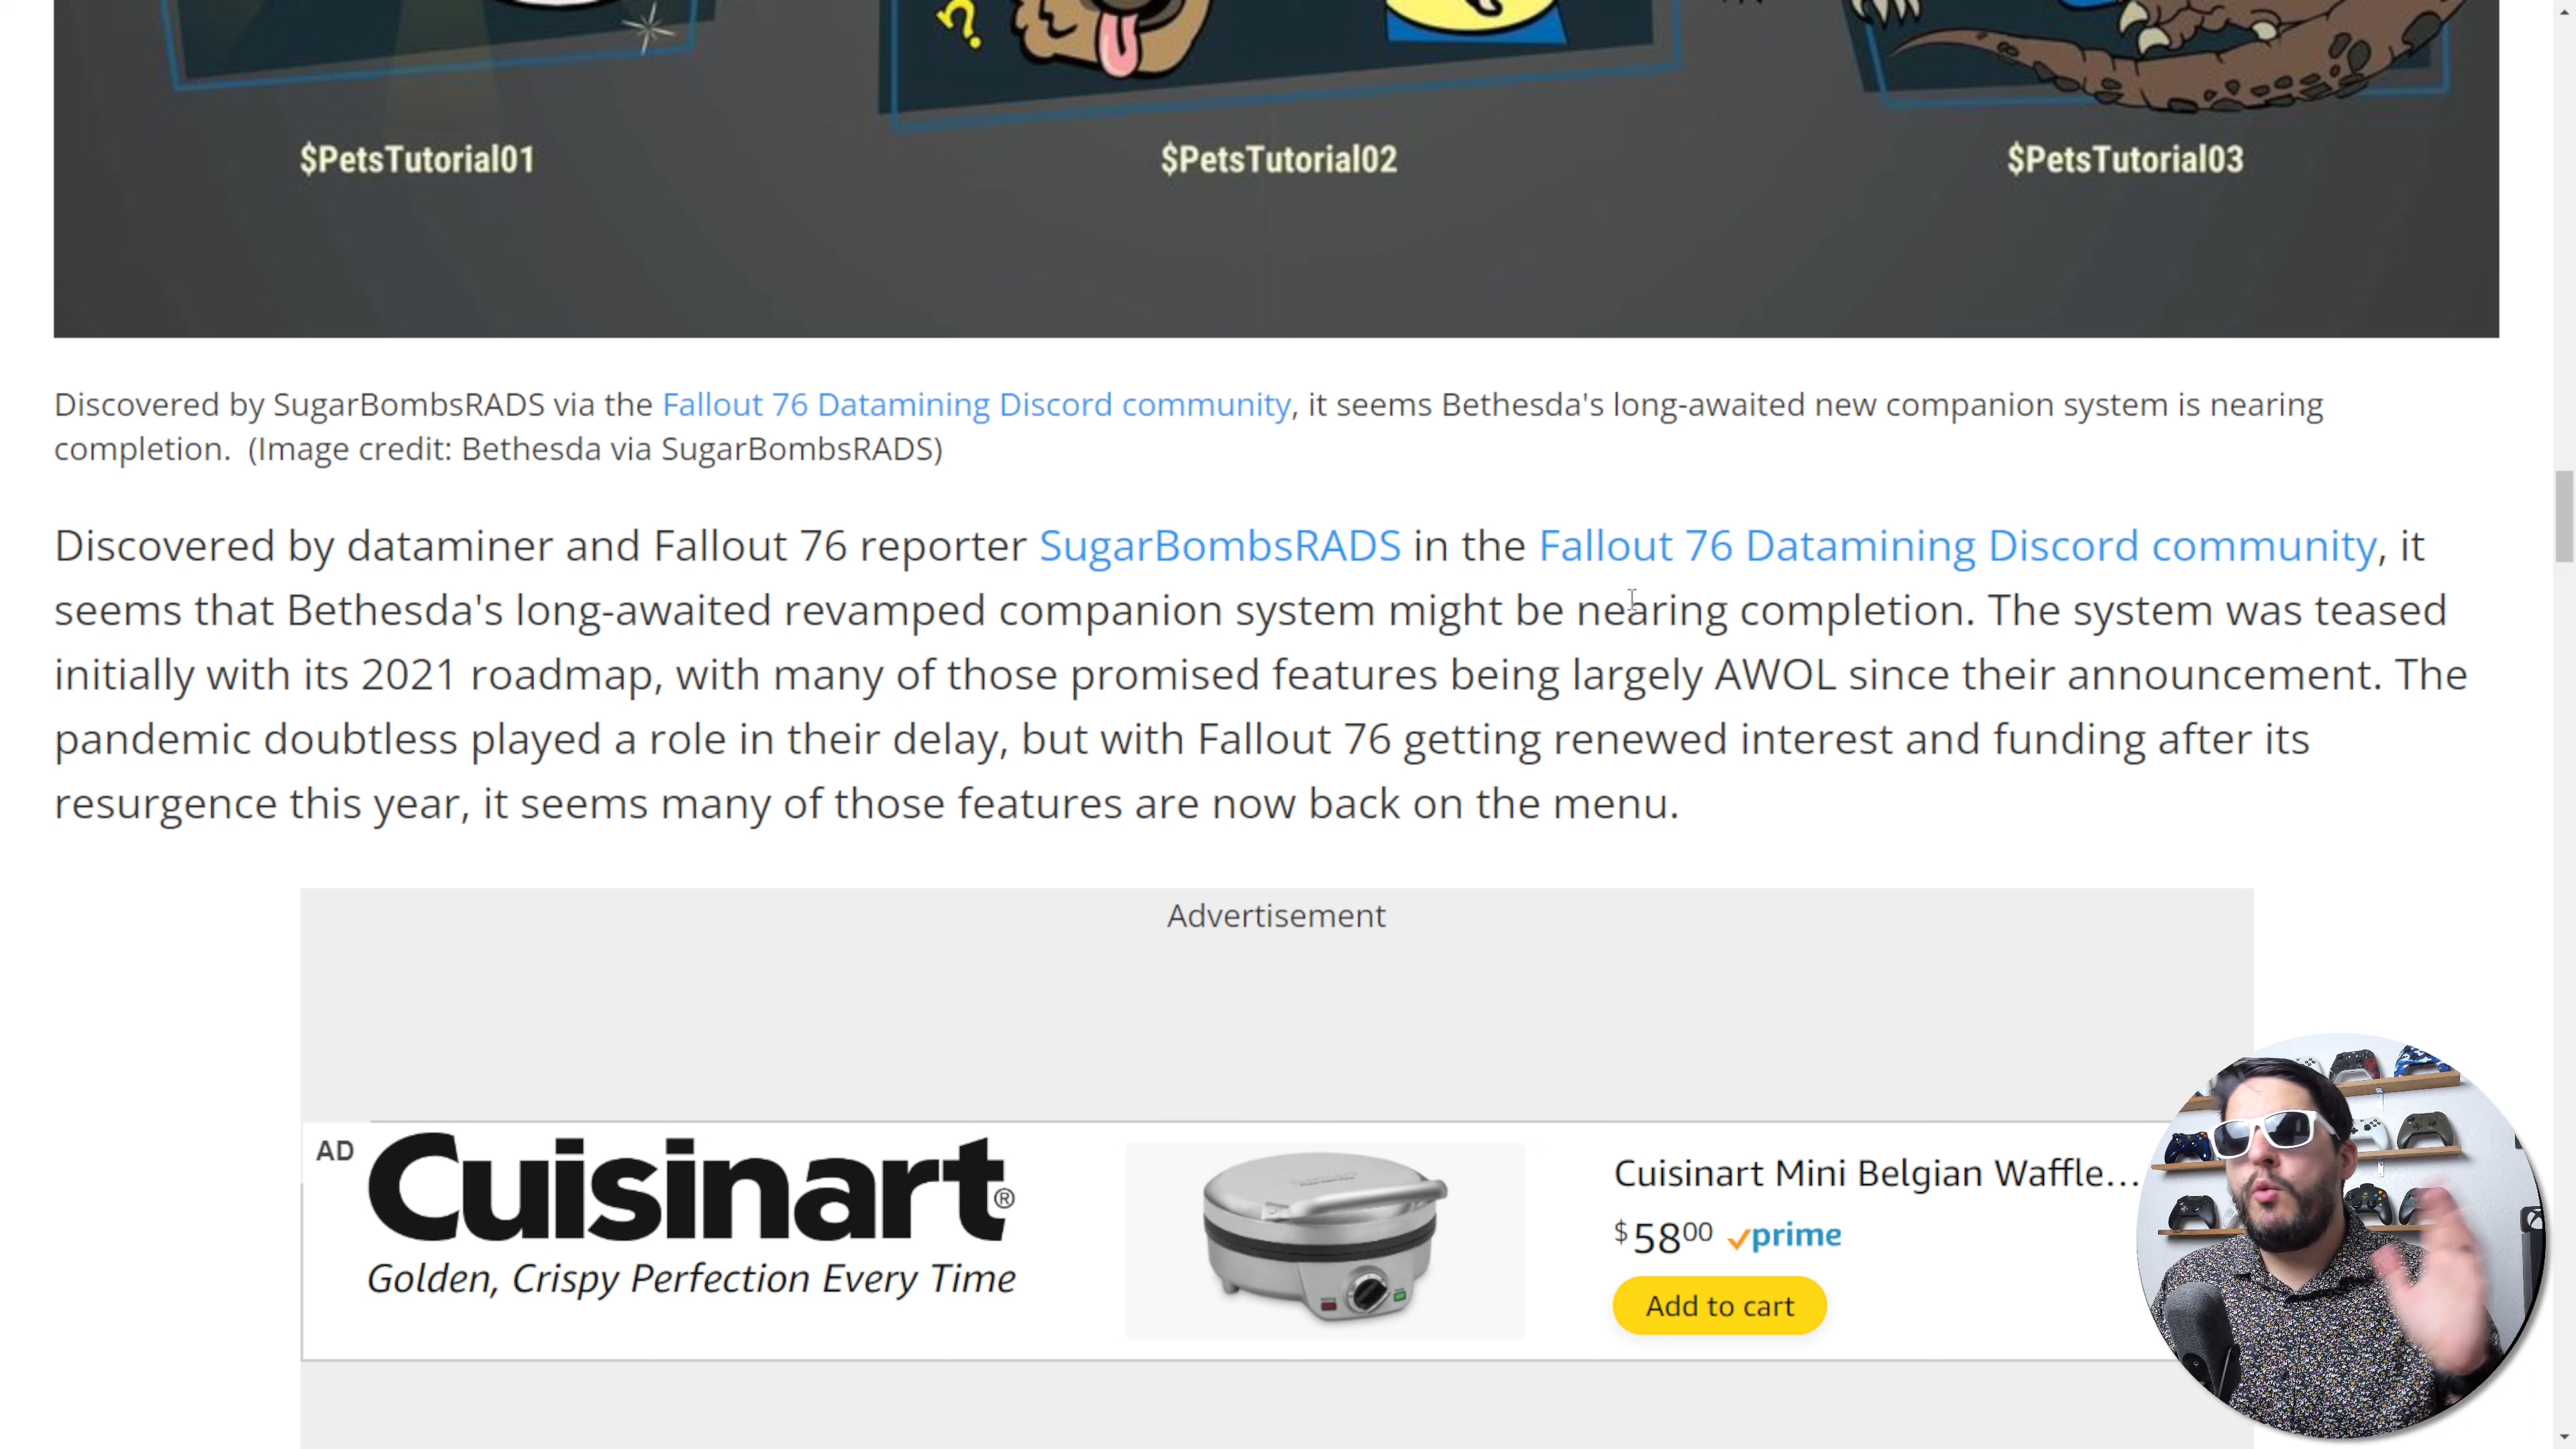 ?
$PetsTutorial01
$PetsTutorial02
$PetsTutorial03
Discovered by SugarBombsRADS via the Fallout 76 Datamining Discord community, it seems Bethesda's long-awaited new companion system is nearing
completion.  (Image credit: Bethesda via SugarBombsRADS)
Discovered by dataminer and Fallout 76 reporter SugarBombsRADS in the Fallout 76 Datamining Discord community, it
seems that Bethesda's long-awaited revamped companion system might be nearing completion. The system was teased
initially with its 2021 roadmap, with many of those promised features being largely AWOL since their announcement. The
pandemic doubtless played a role in their delay, but with Fallout 76 getting renewed interest and funding after its
resurgence this year, it seems many of those features are now back on the menu.
Advertisement
AD
Cuisinart®
Golden, Crispy Perfection Every Time
Cuisinart Mini Belgian Waffle...
$5800 prime
Add to cart